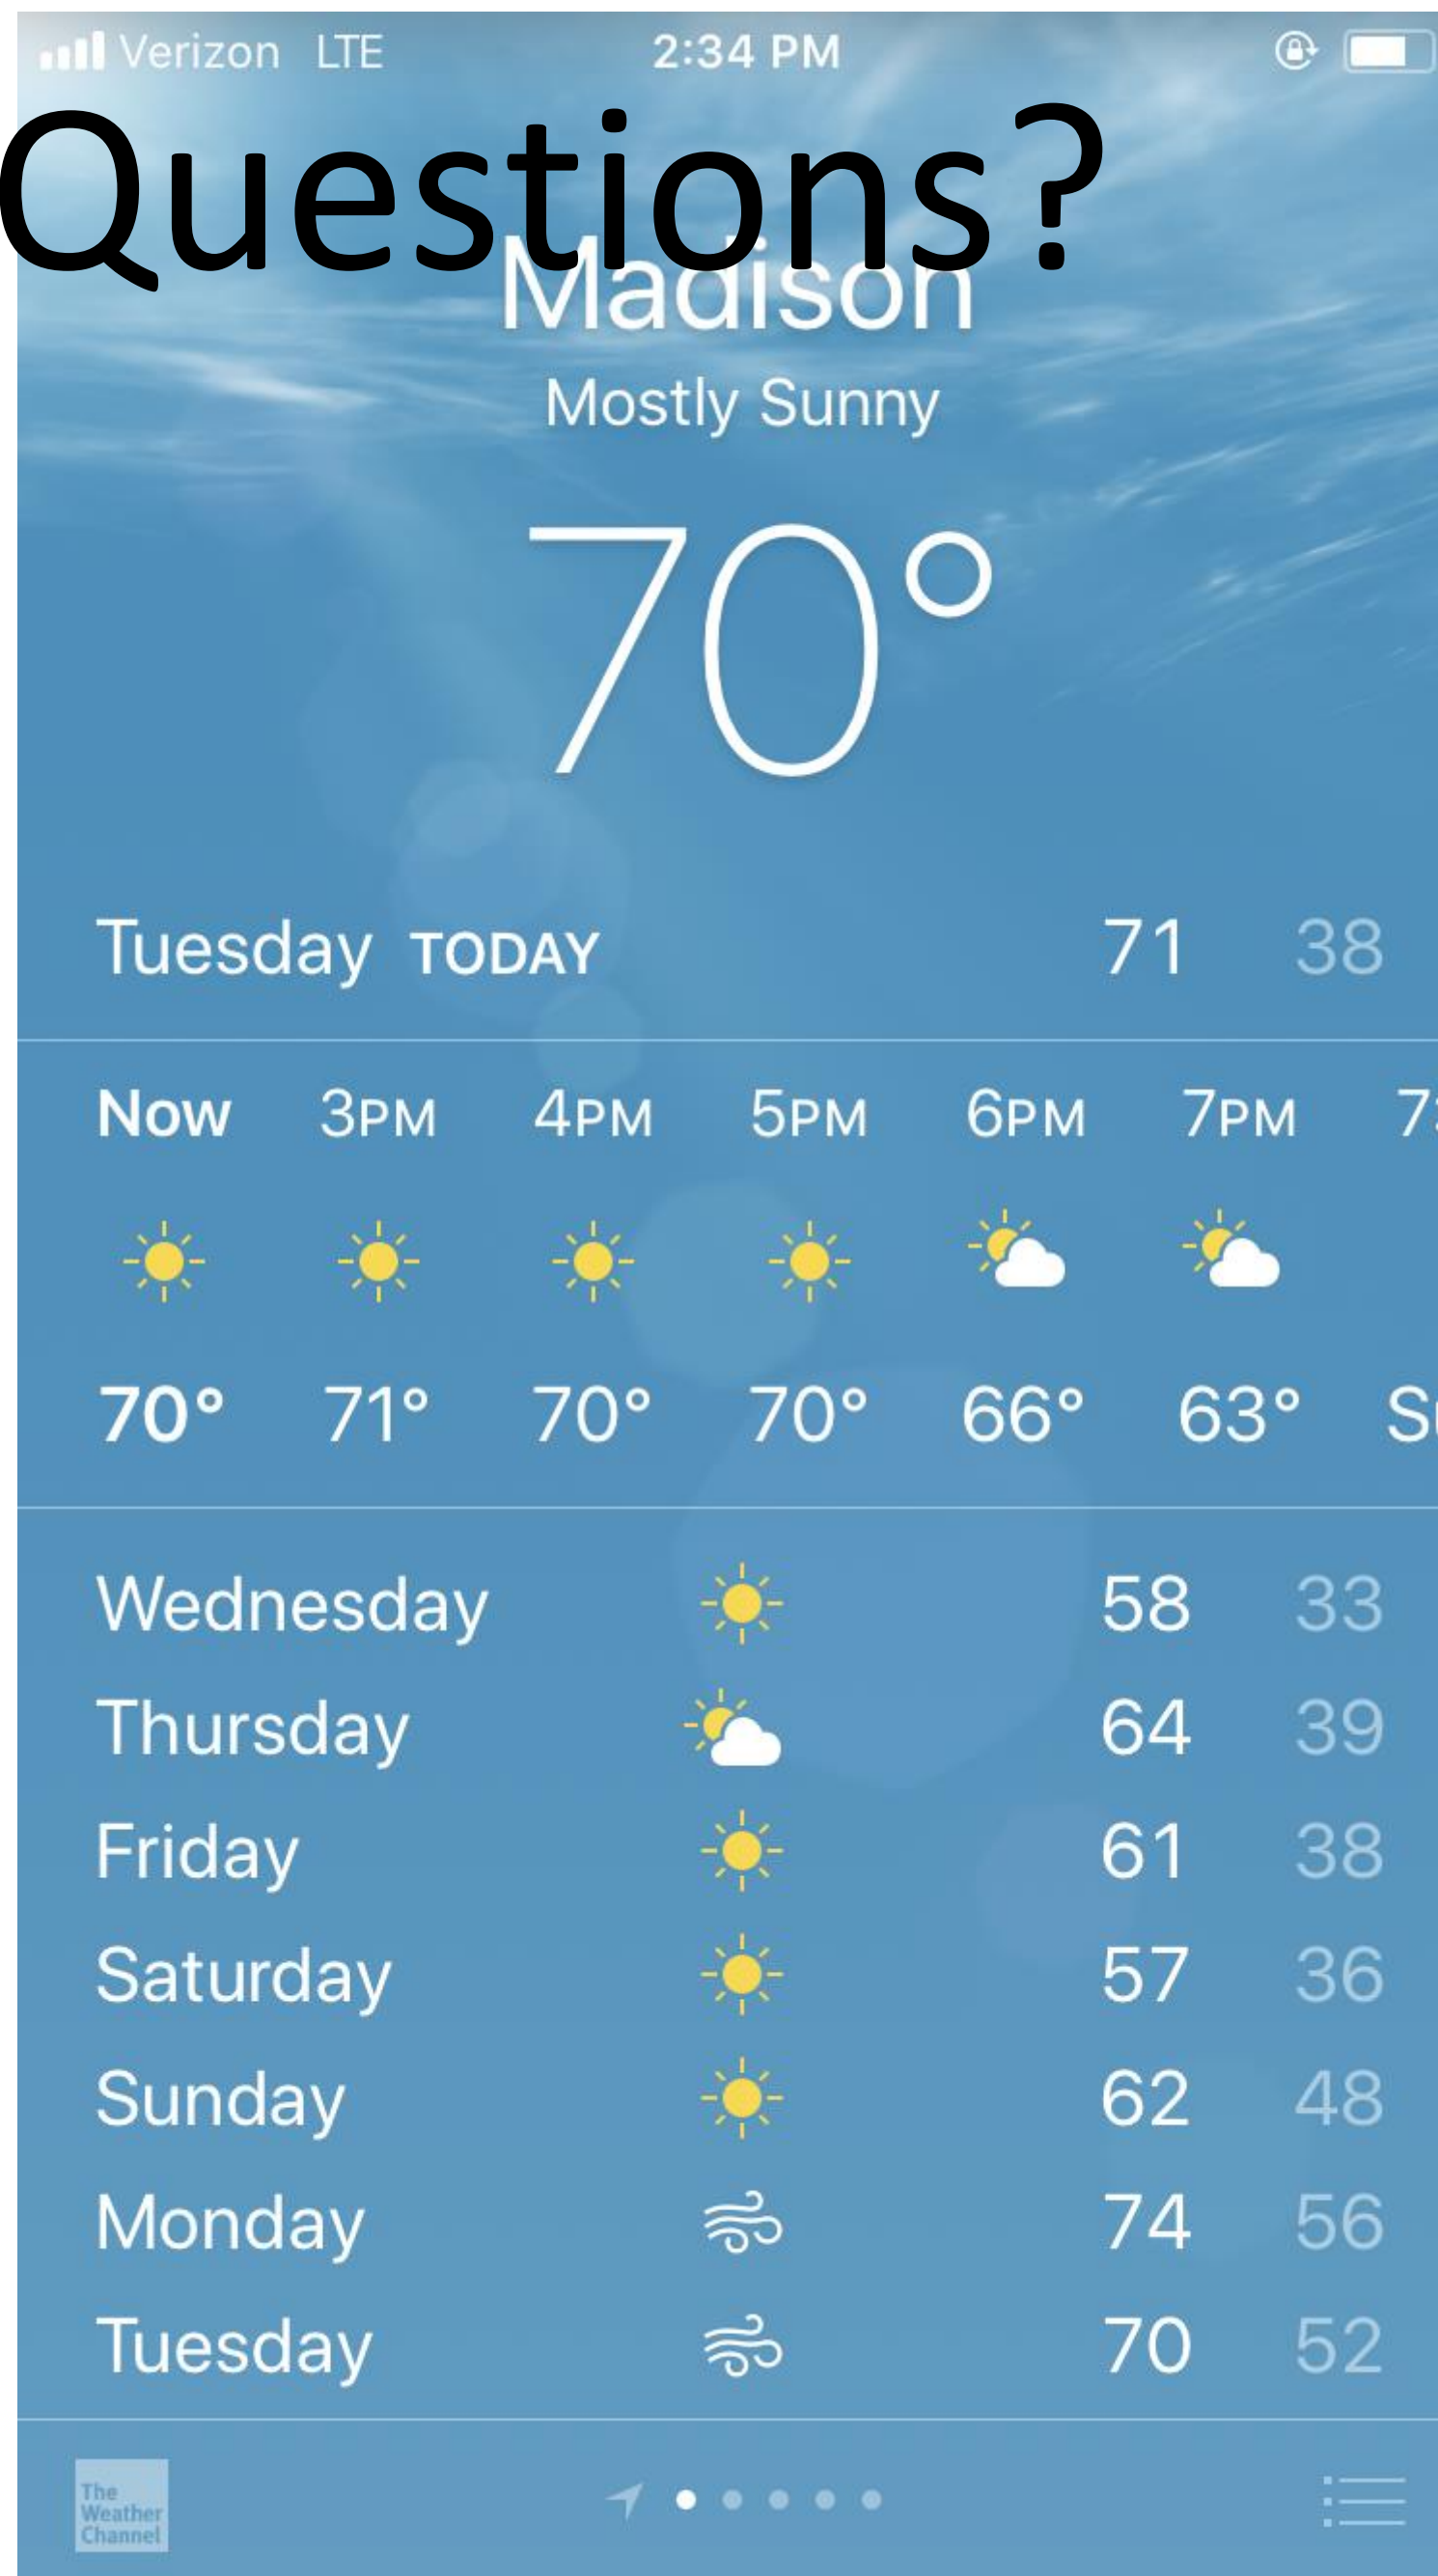 Verizon LTE 2:34 PM
Questions?
Madison
Mostly Sunny
70°
Tuesday TODAY 71 38
Now 3PM 4PM 5PM 6PM 7PM
70° 71° 70° 70° 66° 63°
Wednesday 58 33
Thursday 64 39
Friday 61 38
Saturday 57 36
Sunday 62 48
Monday 74 56
Tuesday 70 52
The
Weather
Channel